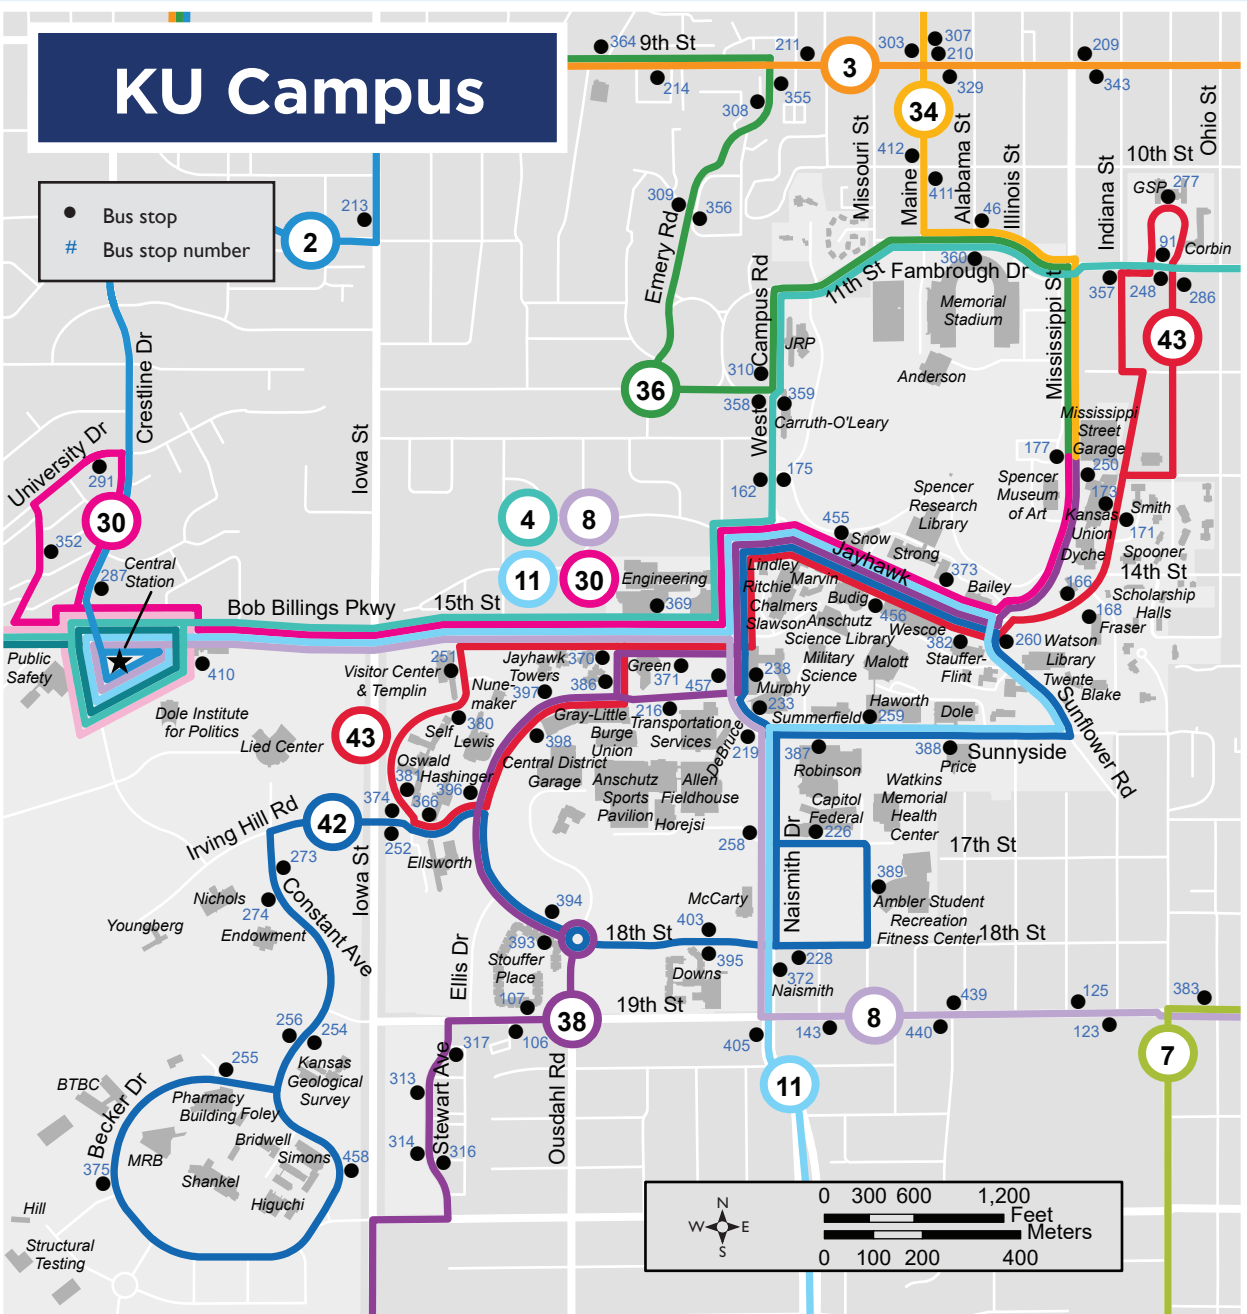 KU Campus
Bus stop
# Bus stop number
364
9th St
211
3
303
307
210
209
214
308
355
34
329
343
Ohio St
Missouri St
412
Maine
411
Alabama St
46
Illinois St
Indiana St
10th St
GSP
277
213
2
309
356
Emery Rd
91
Corbin
360
Fambrough Dr
11th St
357
248
286
Memorial
Stadium
Campus Rd
Mississippi St
43
Crestline Dr
JRP
310
Anderson
36
358
359
Carruth-O'Leary
West
Mississippi
Street
Garage
University Dr
291
Iowa St
177
250
162
175
Spencer
Museum
of Art
173
Spencer
Research
Library
30
4
8
455
Snow
Kansas
Union
Smith
171
352
Jayhawk
Strong
Dyche
Spooner
Central
Station
287
11
30
Engineering
Lindley
Marvin
373
Bailey
14th St
166
369
Ritchie
Chalmers
Slawson
Budig
Anschutz
Science Library
456
Wescoe
Scholarship
Halls
168
Fraser
Bob Billings Pkwy
15th St
382
Stauffer-
Flint
260
Watson
Library
Public
Safety
410
251
Visitor Center
& Templin
Jayhawk
Towers
370
Green
371
238
Murphy
Military
Science
Malott
Twente
Blake
Nune-
maker
397
386
457
233
Dole Institute
for Politics
43
380
Self
Lewis
Gray-Little
216
Burge
Union
Transportation
Services
DeBruce
219
Summerfield
Haworth
259
Dole
Sunflower Rd
Lied Center
398
387
388
Sunnyside
Oswald
381
Hashinger
396
Central District
Garage
Anschutz
Sports
Pavilion
Allen
Fieldhouse
Horejsi
Robinson
Price
374
366
Capitol
Federal
226
Watkins
Memorial
Health
Center
Irving Hill Rd
42
252
Ellsworth
258
17th St
273
Iowa St
Naismith Dr
389
Nichols
274
Constant Ave
394
McCarty
Ambler Student
Recreation
Fitness Center
Youngberg
Endowment
403
18th St
18th St
393
Stouffer
Place
395
Downs
228
372
Naismith
Ellis Dr
107
19th St
439
125
383
256
254
38
8
106
317
405
143
440
123
7
255
Kansas
Geological
Survey
BTBC
Pharmacy
Building
Foley
313
Stewart Ave
Ousdahl Rd
11
Becker Dr
Bridwell
314
316
MRB
Simons
458
375
Shankel
Higuchi
Hill
Structural
Testing
N
W E
S
0 300 600 1,200
Feet
Meters
0 100 200 400